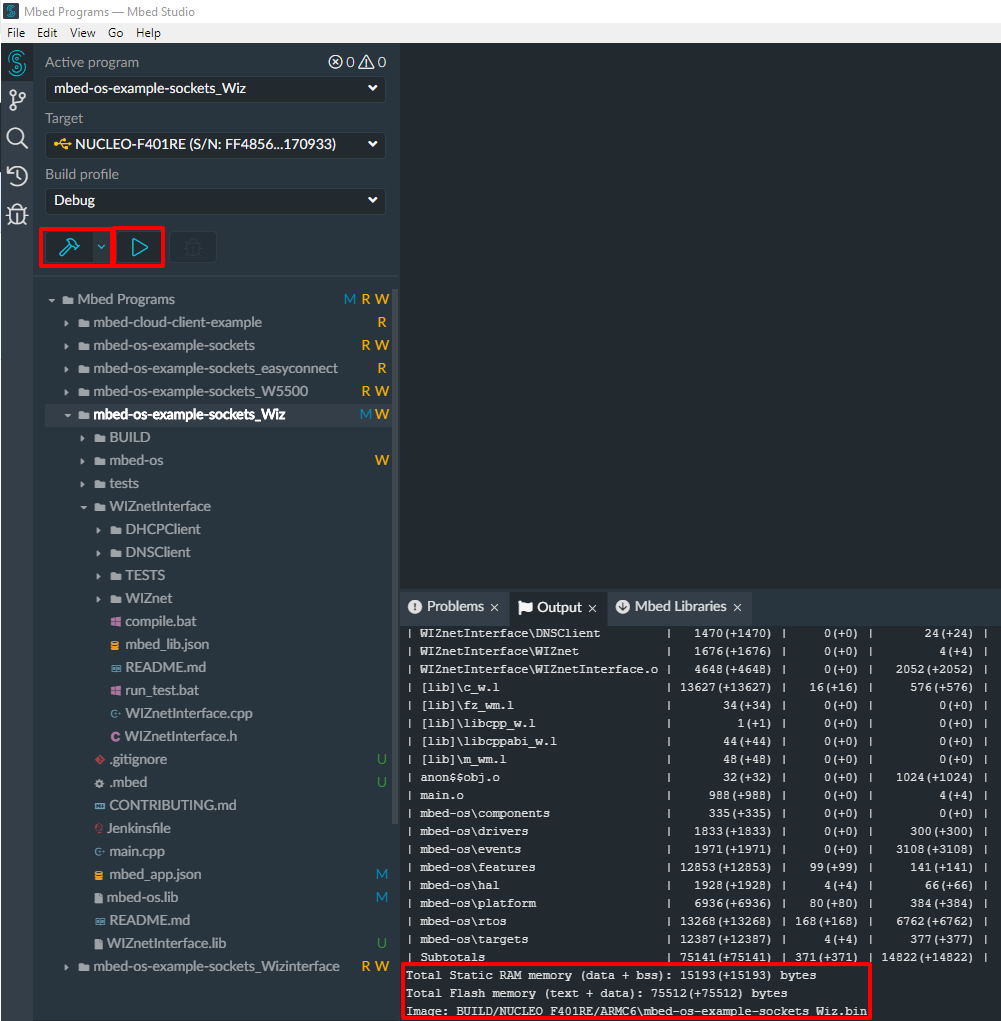 Mbed Programs — Mbed Studio
File Edit View Go Help
Active program 0 0
mbed-os-example-sockets_Wiz
Target
NUCLEO-F401RE (S/N: FF4856...170933)
Build profile
Debug
Mbed Programs M R W
mbed-cloud-client-example R
mbed-os-example-sockets R W
mbed-os-example-sockets_easyconnect R
mbed-os-example-sockets_W5500 R W
mbed-os-example-sockets_Wiz M W
BUILD
mbed-os W
tests
WIZnetInterface
DHCPClient
DNSClient
TESTS
WIZnet
compile.bat
mbed_lib.json
README.md
run_test.bat
WIZnetInterface.cpp
WIZnetInterface.h
.gitignore U
.mbed U
CONTRIBUTING.md
Jenkinsfile
main.cpp
mbed_app.json M
mbed-os.lib M
README.md
WIZnetInterface.lib U
mbed-os-example-sockets_Wizinterface R W
Problems × Output × Mbed Libraries ×
| WIZnetInterface\DNSClient | 1470(+1470) | 0(+0) | 24(+24) |
| WIZnetInterface\WIZnet | 1676(+1676) | 0(+0) | 4(+4) |
| WIZnetInterface\WIZnetInterface.o | 4648(+4648) | 0(+0) | 2052(+2052) |
| [lib]\c_w.l | 13627(+13627) | 16(+16) | 576(+576) |
| [lib]\fz_wm.l | 34(+34) | 0(+0) | 0(+0) |
| [lib]\libcpp_w.l | 1(+1) | 0(+0) | 0(+0) |
| [lib]\libcppabi_w.l | 44(+44) | 0(+0) | 0(+0) |
| [lib]\m_wm.l | 48(+48) | 0(+0) | 0(+0) |
| anon$$obj.o | 32(+32) | 0(+0) | 1024(+1024) |
| main.o | 988(+988) | 0(+0) | 4(+4) |
| mbed-os\components | 335(+335) | 0(+0) | 0(+0) |
| mbed-os\drivers | 1833(+1833) | 0(+0) | 300(+300) |
| mbed-os\events | 1971(+1971) | 0(+0) | 3108(+3108) |
| mbed-os\features | 12853(+12853) | 99(+99) | 141(+141) |
| mbed-os\hal | 1928(+1928) | 4(+4) | 66(+66) |
| mbed-os\platform | 6936(+6936) | 80(+80) | 384(+384) |
| mbed-os\rtos | 13268(+13268) | 168(+168) | 6762(+6762) |
| mbed-os\targets | 12387(+12387) | 4(+4) | 377(+377) |
| Subtotals | 75141(+75141) | 371(+371) | 14822(+14822) |
Total Static RAM memory (data + bss): 15193(+15193) bytes
Total Flash memory (text + data): 75512(+75512) bytes
Image: BUILD/NUCLEO_F401RE/ARMC6\mbed-os-example-sockets_Wiz.bin